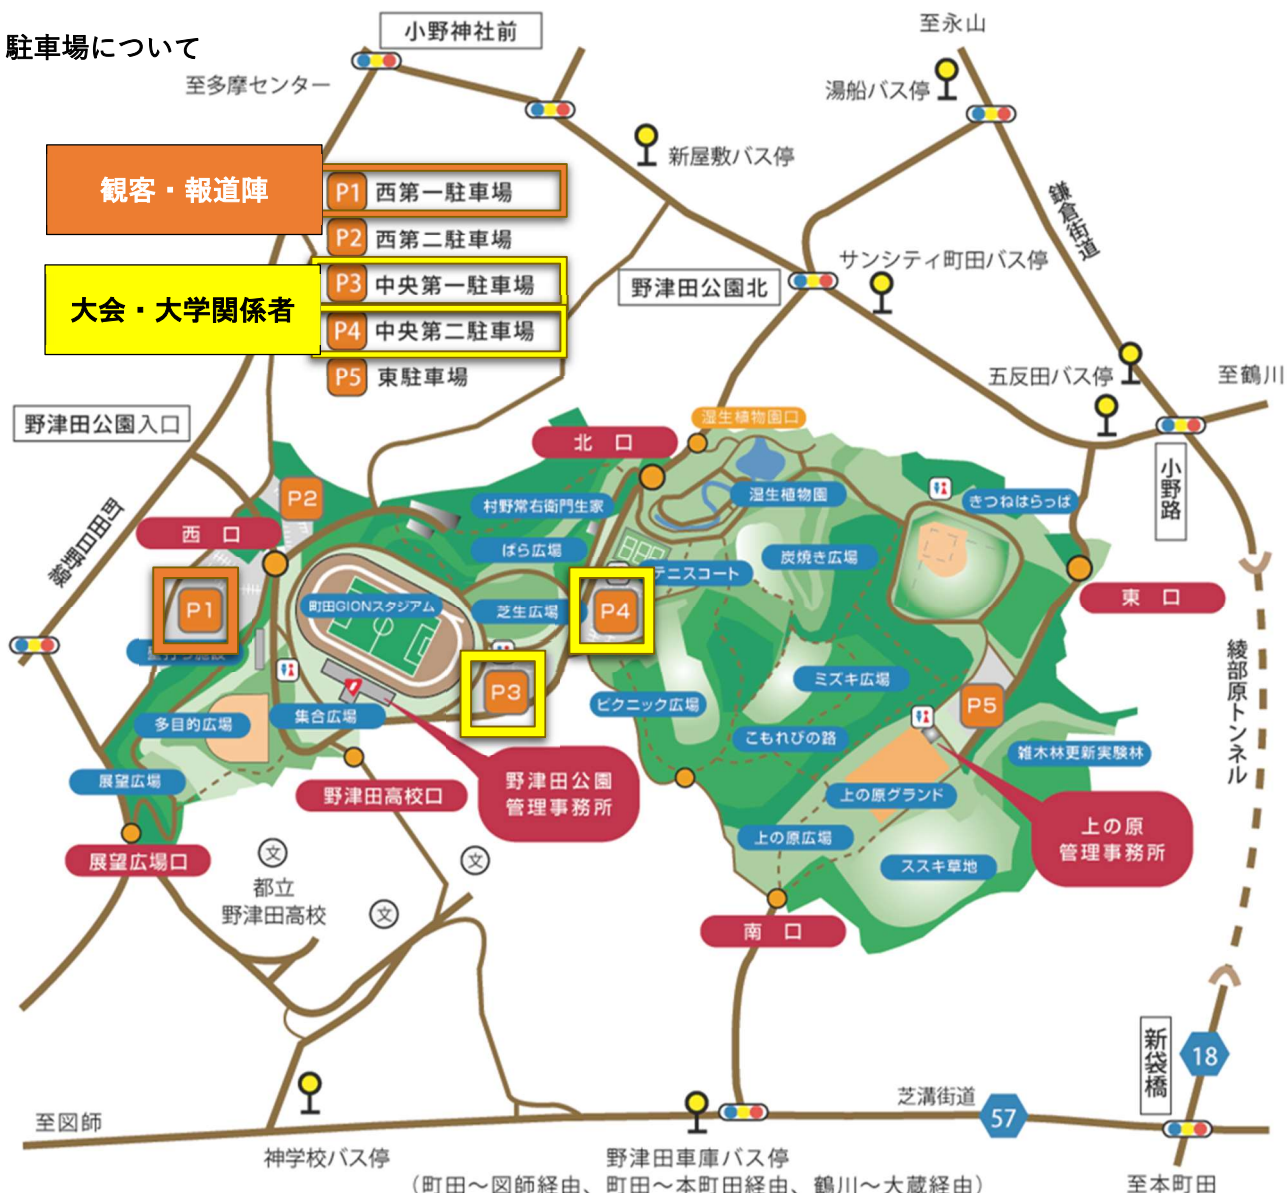 駐車場について
小野神社前
至永山
至多摩センター
湯船バス停
新屋敷バス停
観客・報道陣
P1 西第一駐車場
P2 西第二駐車場
鎌倉街道
サンシティ町田バス停
大会・大学関係者
P3 中央第一駐車場
P4 中央第二駐車場
野津田公園北
P5 東駐車場
五反田バス停
至鶴川
野津田公園入口
北 口
湿生植物園口
小野路
P2
村野常右衛門生家
湿生植物園
きつねはらっぱ
町田日野線
西 口
ばら広場
炭焼き広場
テニスコート
東 口
P1
町田GIONスタジアム
芝生広場
P4
綾部原トンネル
ミズキ広場
P3
ピクニック広場
P5
多目的広場
集合広場
こもれびの路
雑木林更新実験林
展望広場
野津田高校口
野津田公園
管理事務所
上の原グランド
上の原広場
上の原
管理事務所
展望広場口
文
文
ススキ草地
都立
野津田高校
文
南 口
新袋橋
18
芝溝街道
57
至図師
神学校バス停
野津田車庫バス停
(町田～図師経由、町田～本町田経由、鶴川～大蔵経由)
至本町田